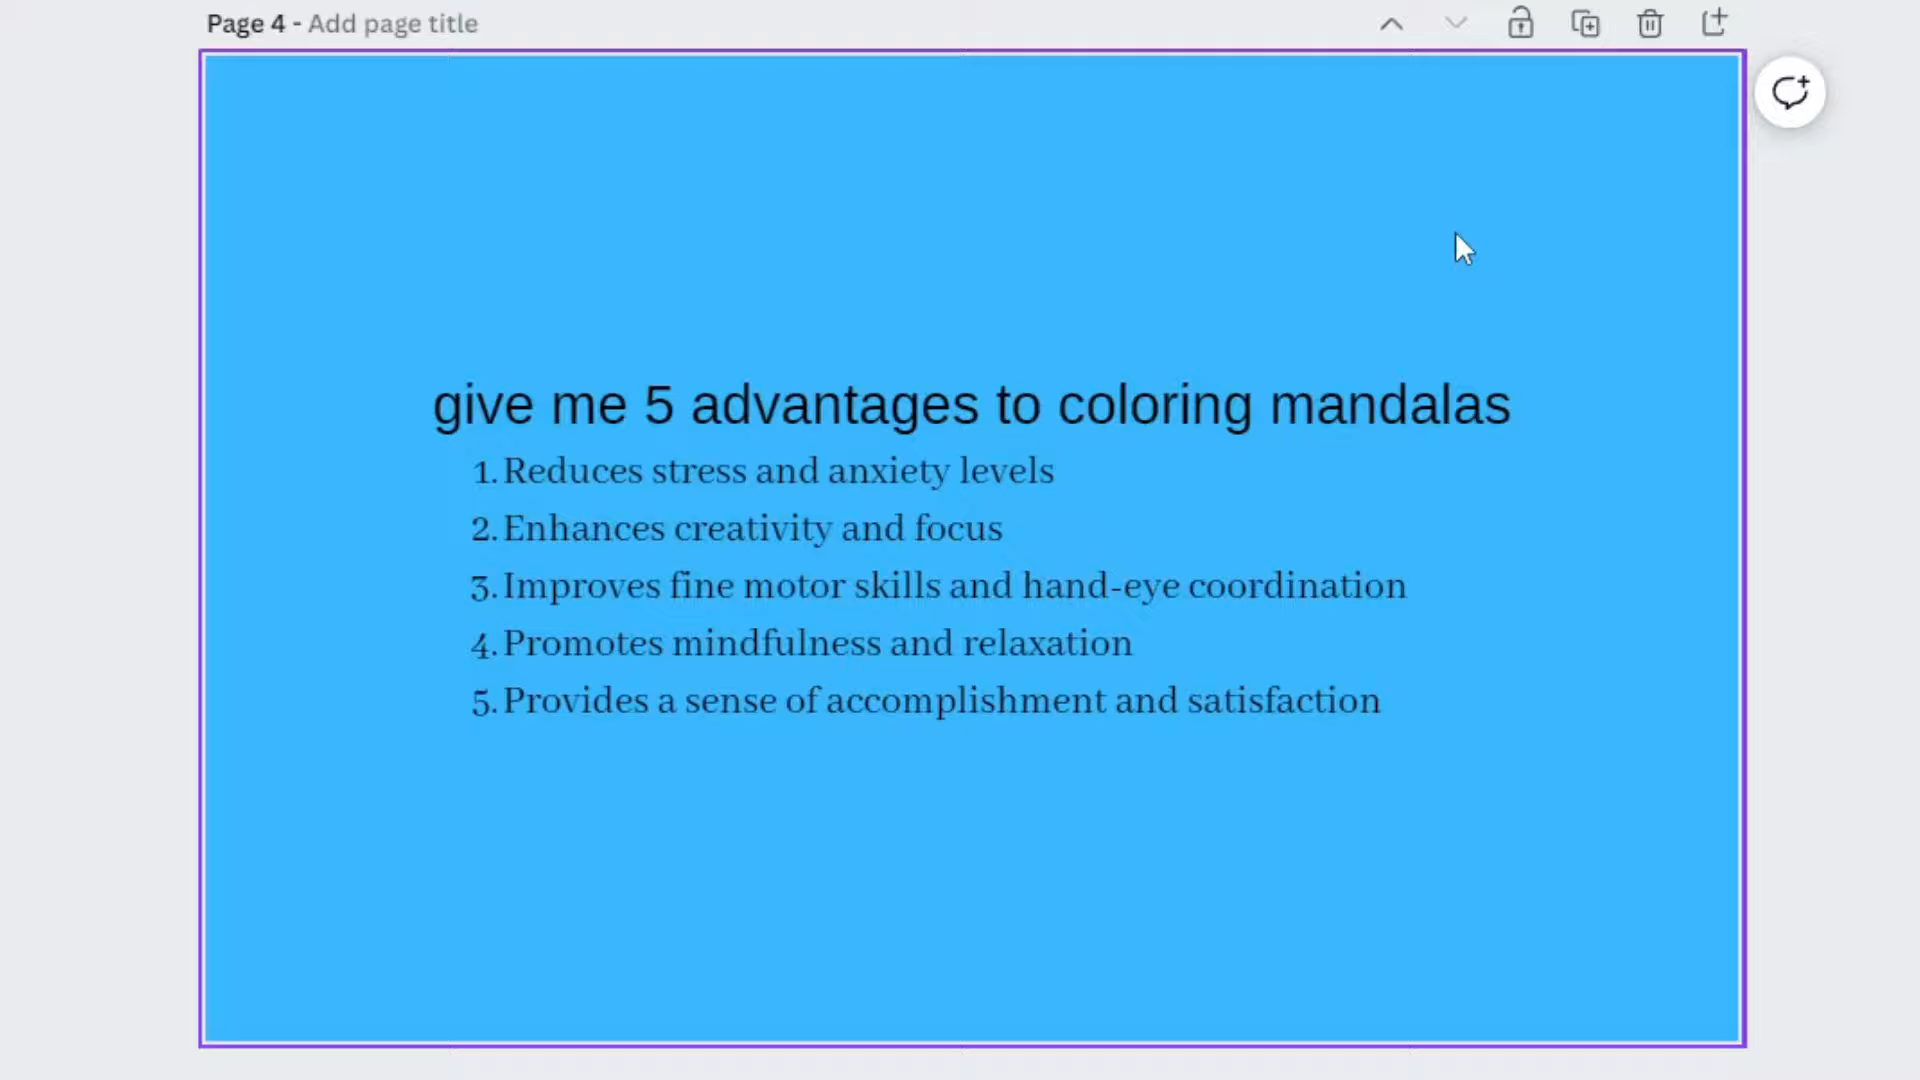 Page 4 - Add page title
give me 5 advantages to coloring mandalas
1. Reduces stress and anxiety levels
2. Enhances creativity and focus
3. Improves fine motor skills and hand-eye coordination
4. Promotes mindfulness and relaxation
5. Provides a sense of accomplishment and satisfaction